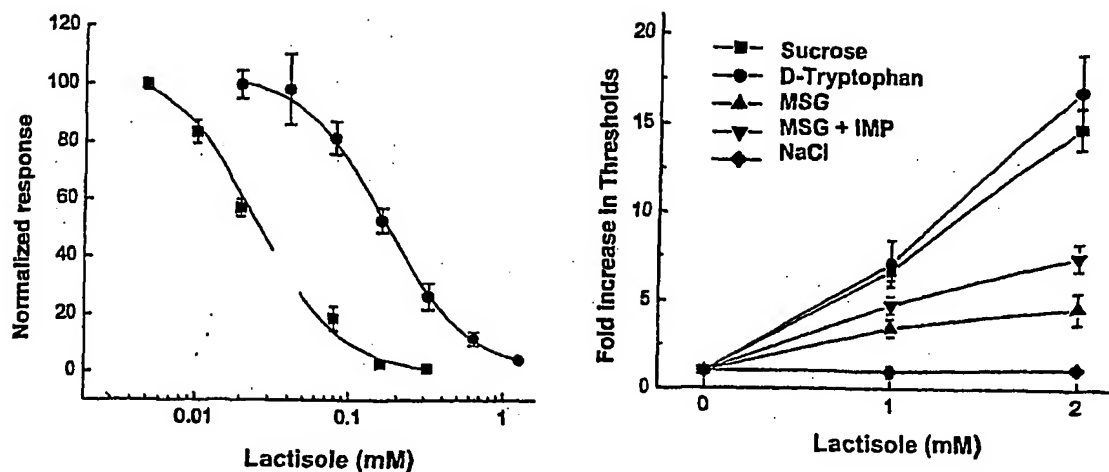 Normalized response
120
100
80
60
40
20
0
0.01
0.1
1
Lactisole (mM)
Fold increase in Thresholds
20
15
10
5
1
0
1
2
Lactisole (mM)
Sucrose
D-Tryptophan
MSG
MSG + IMP
NaCl